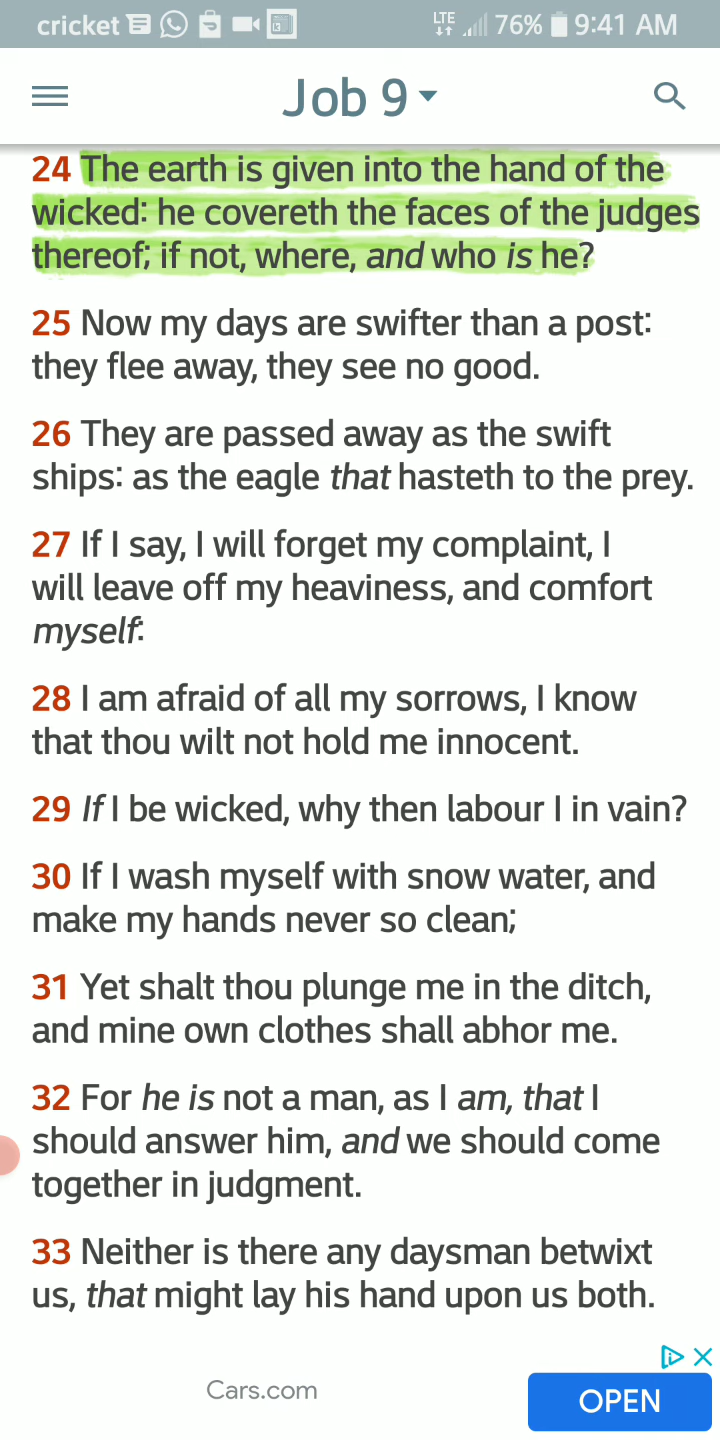 cricket LTE 76% 9:41 AM
Job 9
24 The earth is given into the hand of the
wicked: he covereth the faces of the judges
thereof; if not, where, and who is he?
25 Now my days are swifter than a post:
they flee away, they see no good.
26 They are passed away as the swift
ships: as the eagle that hasteth to the prey.
27 If I say, I will forget my complaint, I
will leave off my heaviness, and comfort
myself:
28 I am afraid of all my sorrows, I know
that thou wilt not hold me innocent.
29 If I be wicked, why then labour I in vain?
30 If I wash myself with snow water, and
make my hands never so clean;
31 Yet shalt thou plunge me in the ditch,
and mine own clothes shall abhor me.
32 For he is not a man, as I am, that I
should answer him, and we should come
together in judgment.
33 Neither is there any daysman betwixt
us, that might lay his hand upon us both.
Cars.com
OPEN